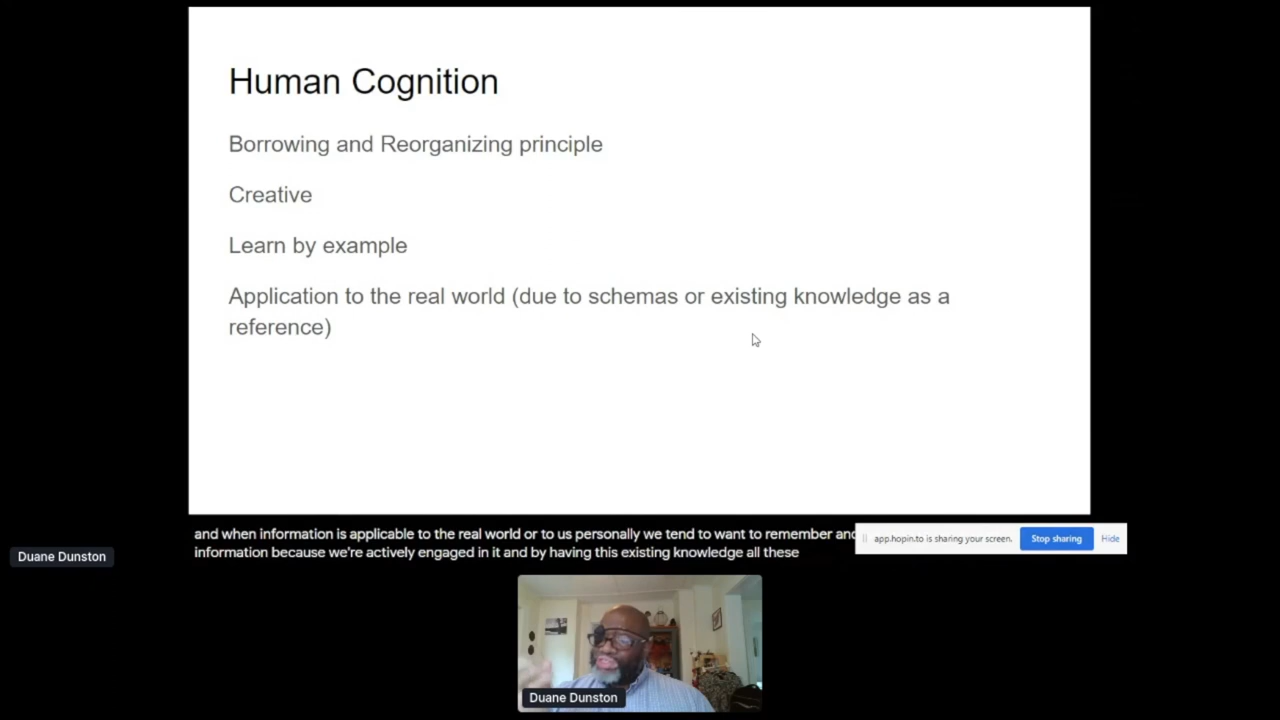 Human Cognition
Borrowing and Reorganizing principle
Creative
Learn by example
Application to the real world (due to schemas or existing knowledge as a
reference)
and when information is applicable to the real world or to us personally we tend to want to remember and
information because we're actively engaged in it and by having this existing knowledge all these
app.hopin.to is sharing your screen.
Stop sharing
Hide
Duane Dunston
Duane Dunston